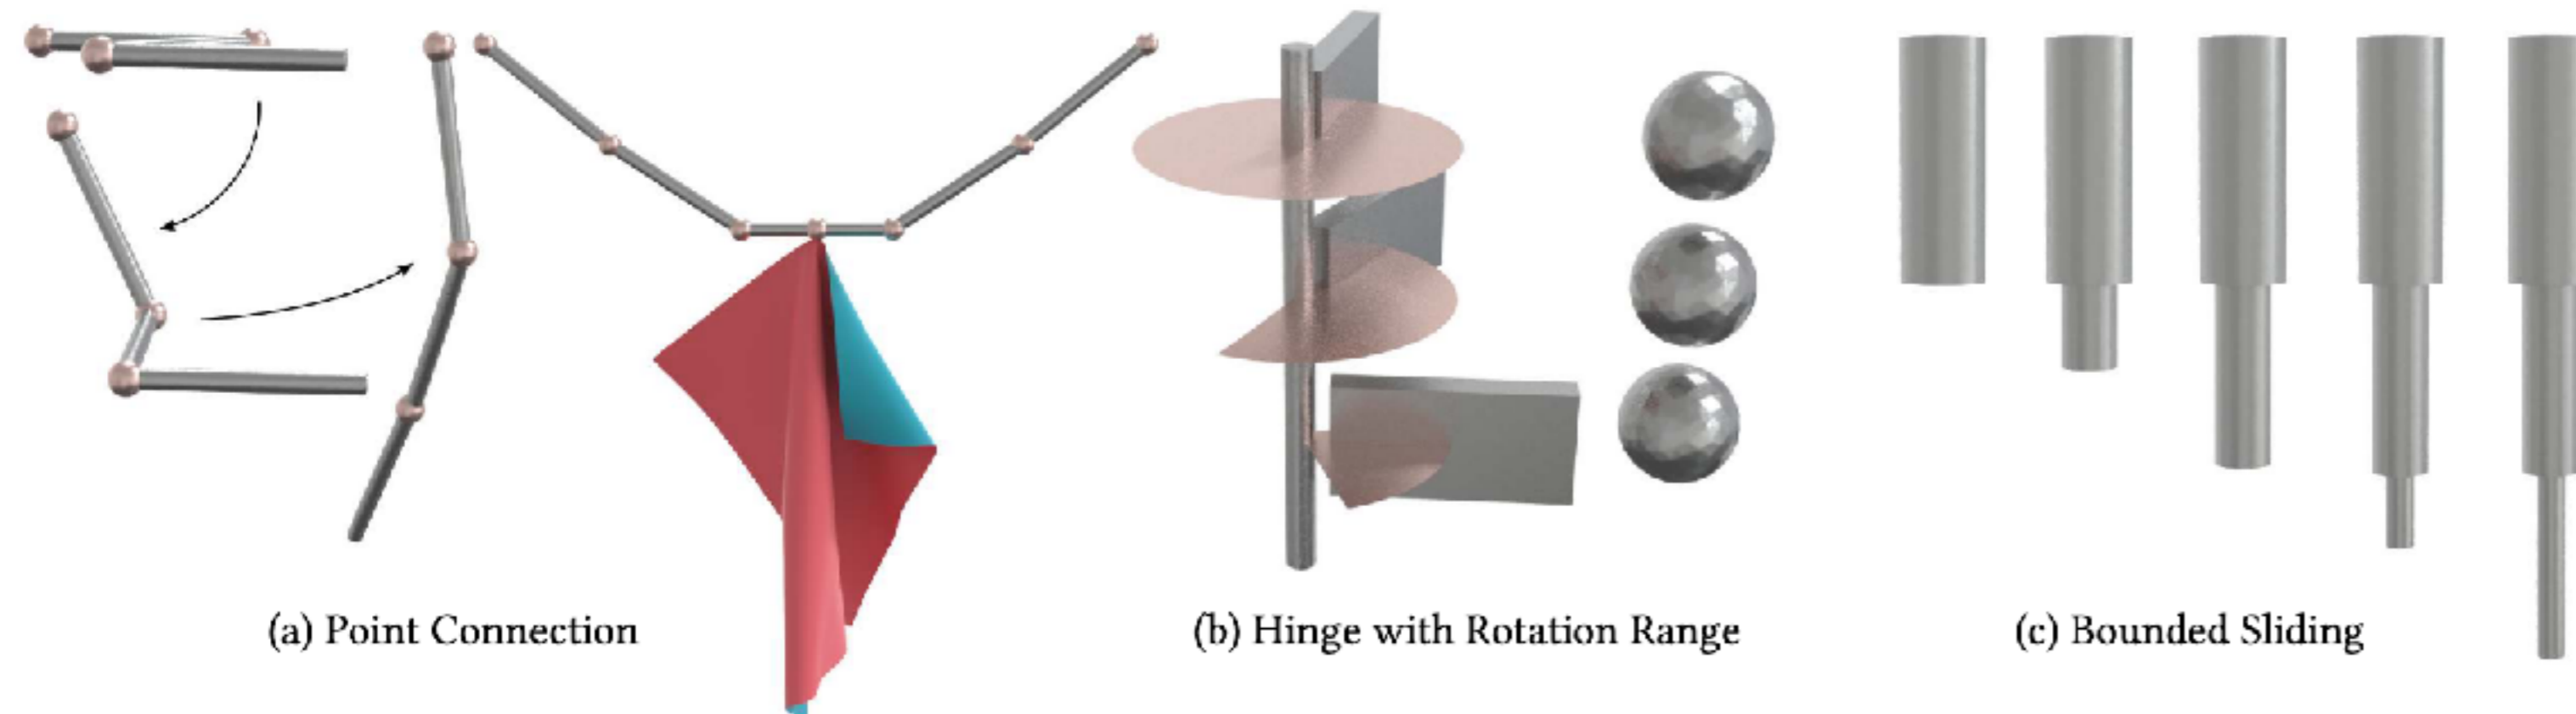 (a) Point Connection
(b) Hinge with Rotation Range
(c) Bounded Sliding